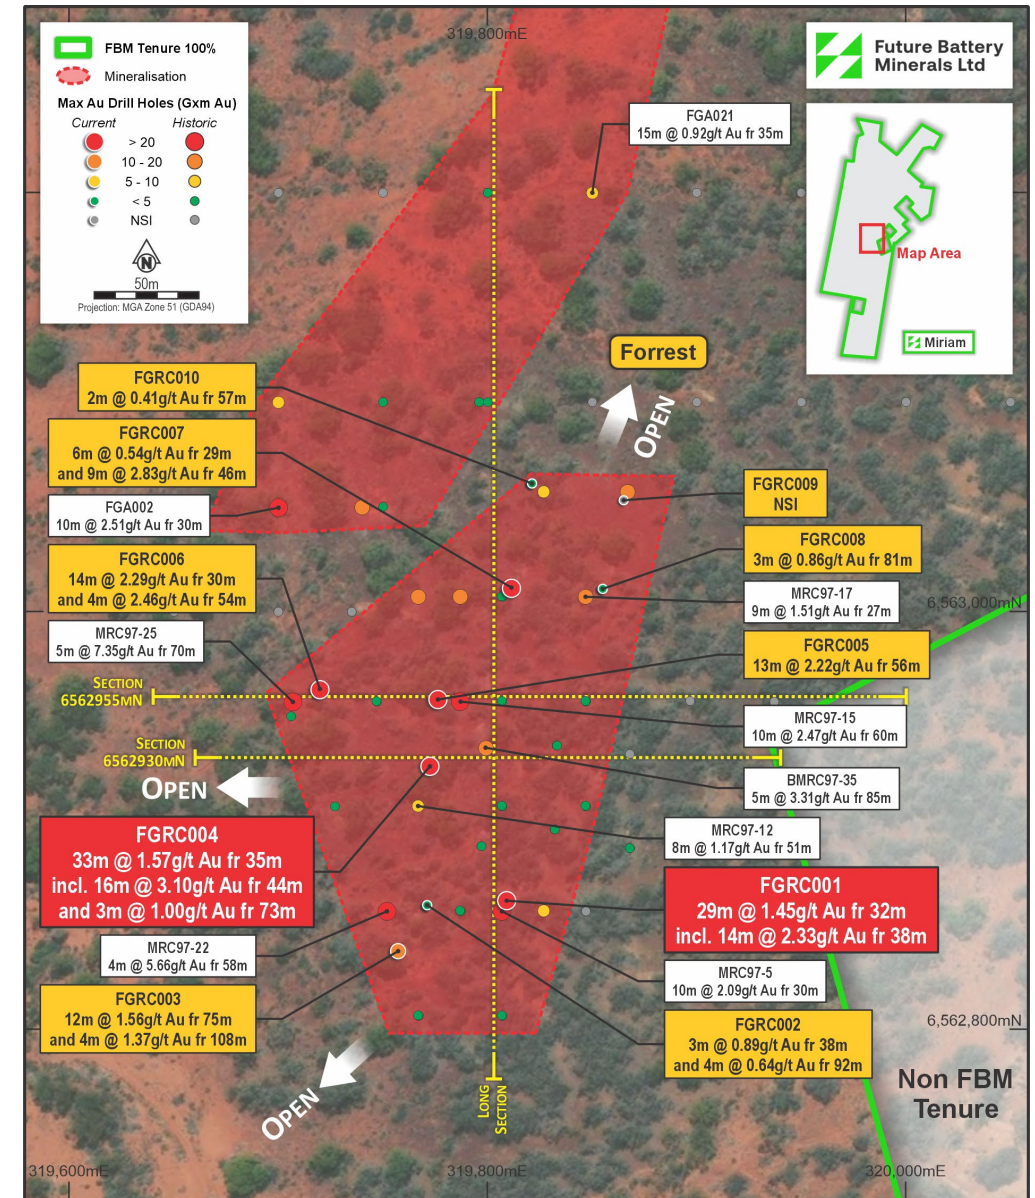 319,800mE
FBM Tenure 100%
Mineralisation
Max Au Drill Holes (Gxm Au)
Current
Historic
> 20
10 - 20
5 - 10
< 5
NSI
N
50m
Projection: MGA Zone 51 (GDA94)
Future Battery
Minerals Ltd
FGA021
15m @ 0.92g/t Au fr 35m
Map Area
Miriam
Forrest
OPEN
FGRC010
2m @ 0.41g/t Au fr 57m
FGRC007
6m @ 0.54g/t Au fr 29m
and 9m @ 2.83g/t Au fr 46m
FGA002
10m @ 2.51g/t Au fr 30m
FGRC006
14m @ 2.29g/t Au fr 30m
and 4m @ 2.46g/t Au fr 54m
MRC97-25
5m @ 7.35g/t Au fr 70m
FGRC009
NSI
FGRC008
3m @ 0.86g/t Au fr 81m
MRC97-17
9m @ 1.51g/t Au fr 27m
6,563,000mN
FGRC005
13m @ 2.22g/t Au fr 56m
SECTION
6562955MN
MRC97-15
10m @ 2.47g/t Au fr 60m
SECTION
6562930MN
OPEN
BMRC97-35
5m @ 3.31g/t Au fr 85m
MRC97-12
8m @ 1.17g/t Au fr 51m
FGRC004
33m @ 1.57g/t Au fr 35m
incl. 16m @ 3.10g/t Au fr 44m
and 3m @ 1.00g/t Au fr 73m
FGRC001
29m @ 1.45g/t Au fr 32m
incl. 14m @ 2.33g/t Au fr 38m
MRC97-22
4m @ 5.66g/t Au fr 58m
MRC97-5
10m @ 2.09g/t Au fr 30m
FGRC003
12m @ 1.56g/t Au fr 75m
and 4m @ 1.37g/t Au fr 108m
FGRC002
3m @ 0.89g/t Au fr 38m
and 4m @ 0.64g/t Au fr 92m
6,562,800mN
OPEN
LONG
SECTION
Non FBM
Tenure
319,600mE
319,800mE
320,000mE